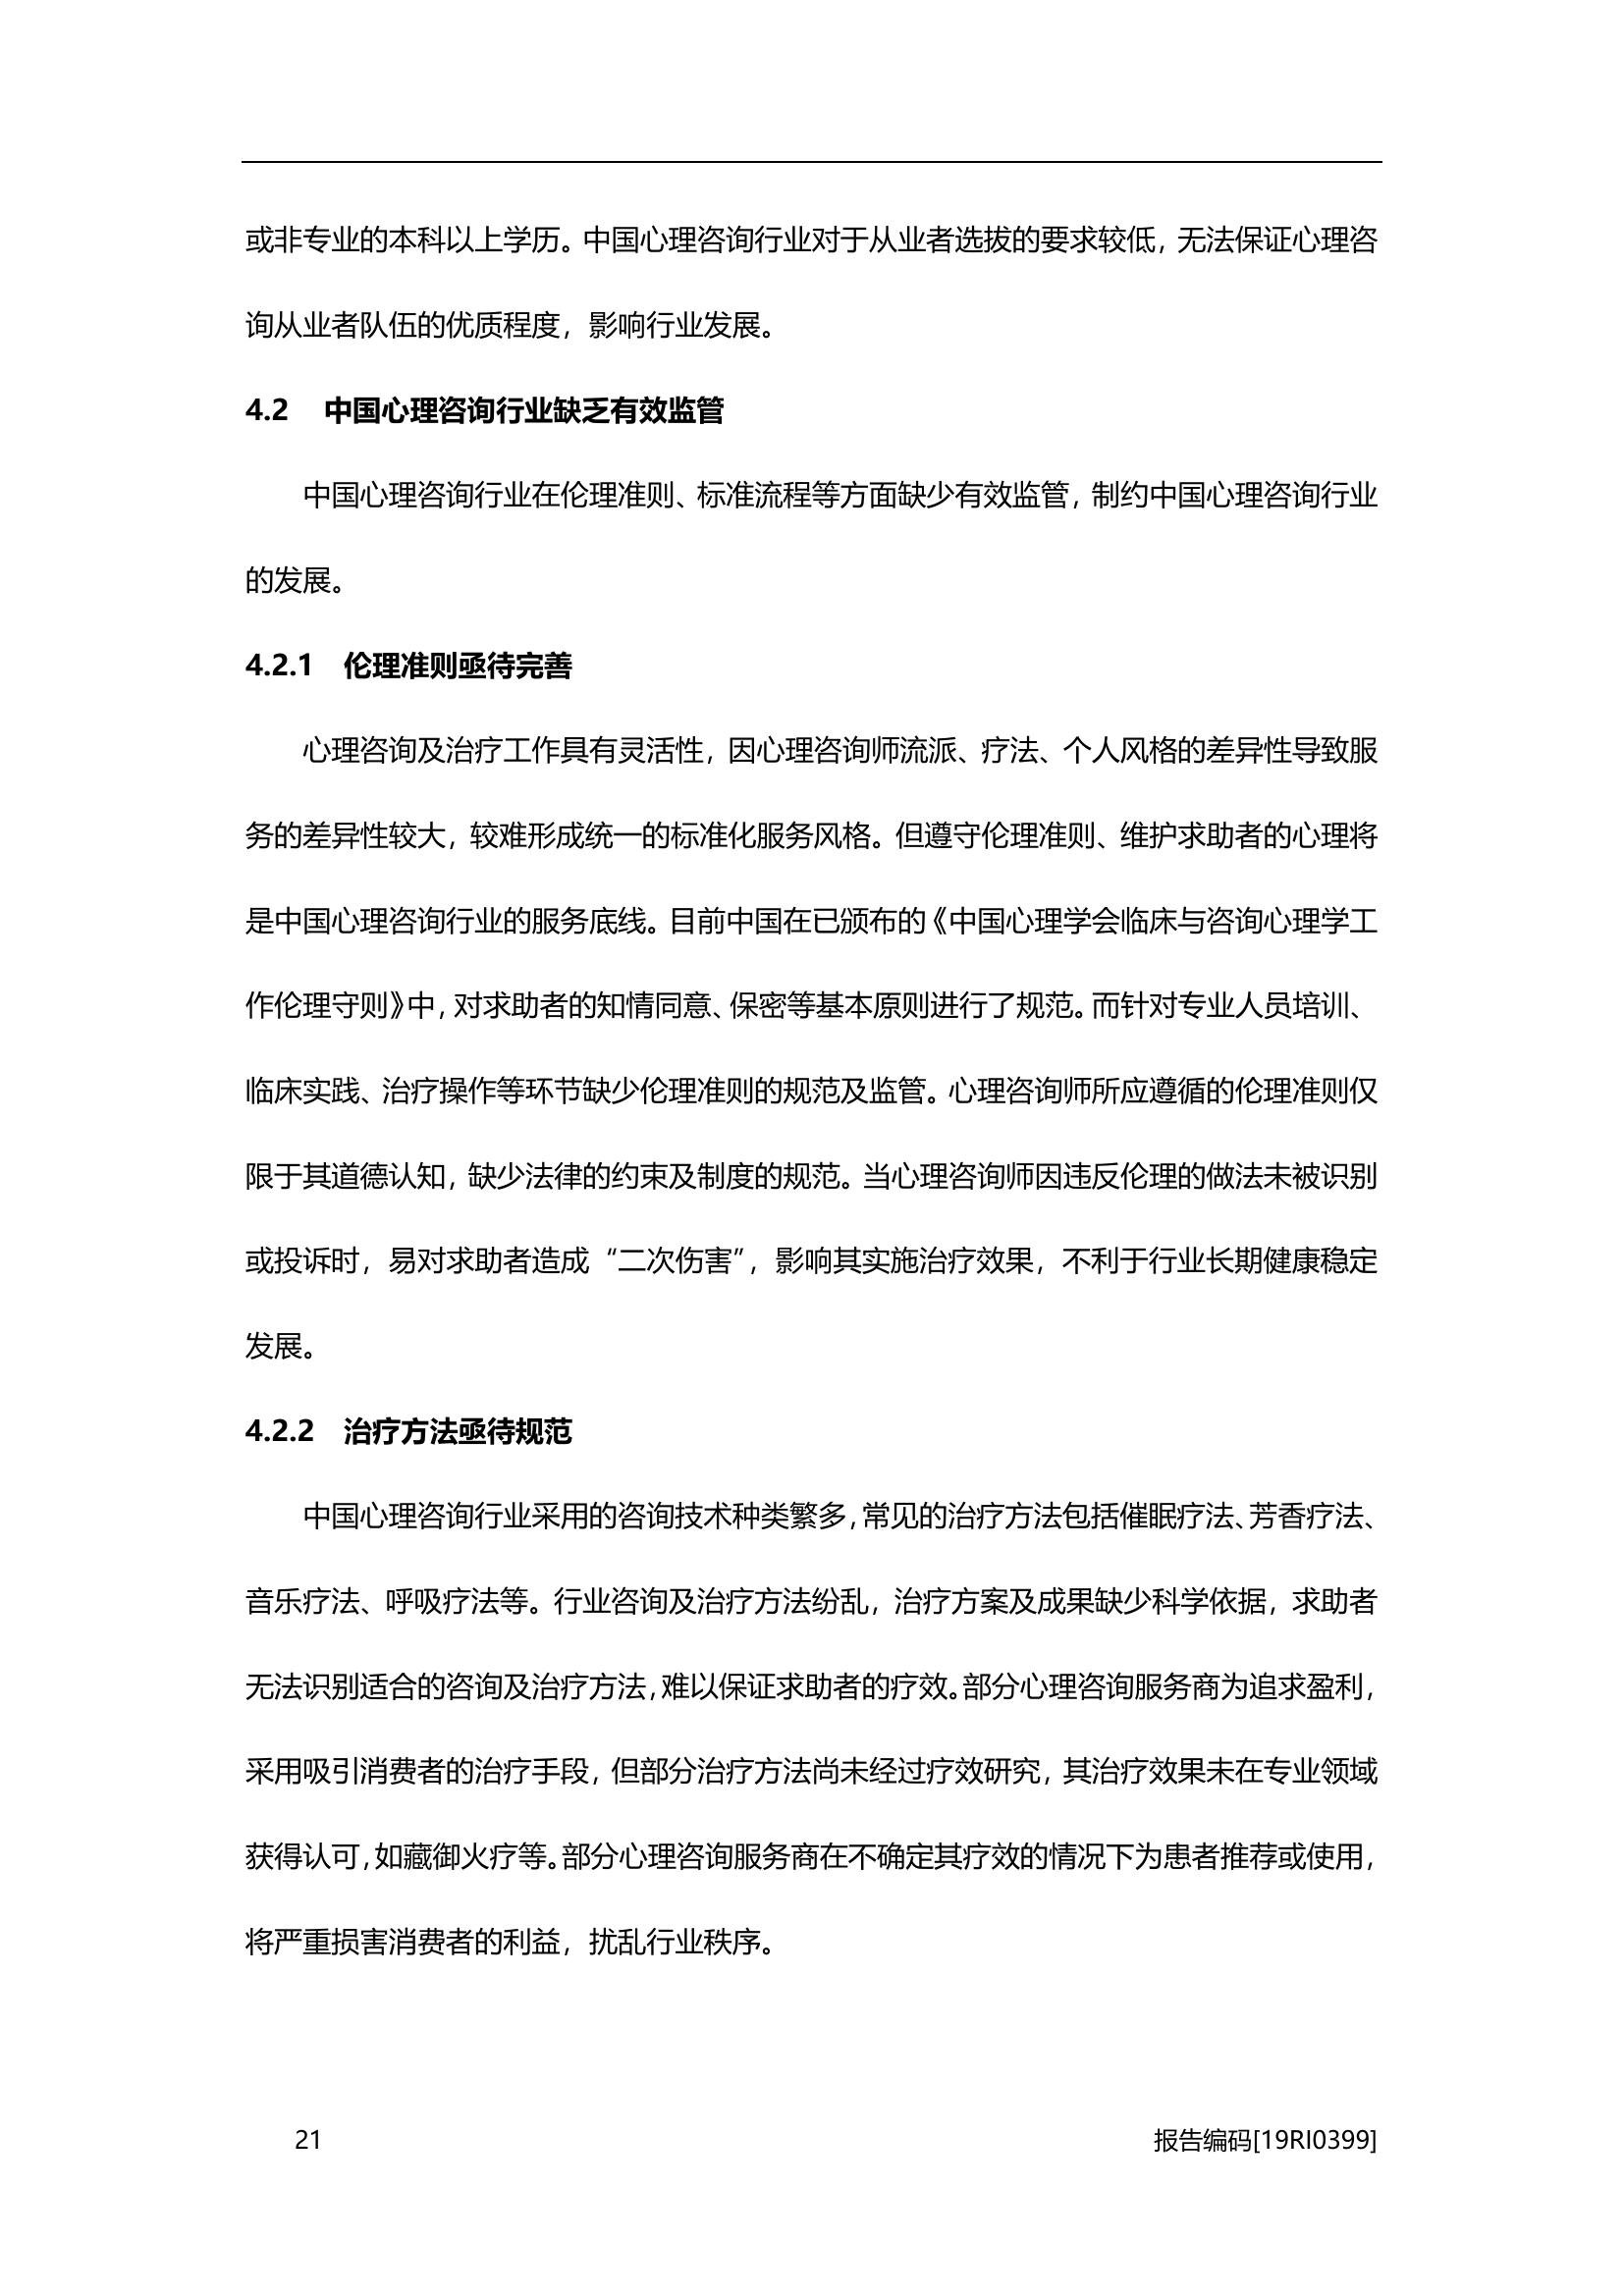 或非专业的本科以上学历。中国心理咨询行业对于从业者选拔的要求较低，无法保证心理咨
询从业者队伍的优质程度，影响行业发展。
4.2 中国心理咨询行业缺乏有效监管
中国心理咨询行业在伦理准则、标准流程等方面缺少有效监管，制约中国心理咨询行业
的发展。
4.2.1 伦理准则亟待完善
心理咨询及治疗工作具有灵活性，因心理咨询师流派、疗法、个人风格的差异性导致服
务的差异性较大，较难形成统一的标准化服务风格。但遵守伦理准则、维护求助者的心理将
是中国心理咨询行业的服务底线。目前中国在已颁布的《中国心理学会临床与咨询心理学工
作伦理守则》中，对求助者的知情同意、保密等基本原则进行了规范。而针对专业人员培训、
临床实践、治疗操作等环节缺少伦理准则的规范及监管。心理咨询师所应遵循的伦理准则仅
限于其道德认知，缺少法律的约束及制度的规范。当心理咨询师因违反伦理的做法未被识别
或投诉时，易对求助者造成“二次伤害”，影响其实施治疗效果，不利于行业长期健康稳定
发展。
4.2.2 治疗方法亟待规范
中国心理咨询行业采用的咨询技术种类繁多，常见的治疗方法包括催眠疗法、芳香疗法、
音乐疗法、呼吸疗法等。行业咨询及治疗方法纷乱，治疗方案及成果缺少科学依据，求助者
无法识别适合的咨询及治疗方法，难以保证求助者的疗效。部分心理咨询服务商为追求盈利，
采用吸引消费者的治疗手段，但部分治疗方法尚未经过疗效研究，其治疗效果未在专业领域
获得认可，如藏御火疗等。部分心理咨询服务商在不确定其疗效的情况下为患者推荐或使用，
将严重损害消费者的利益，扰乱行业秩序。
21 报告编码[19RI0399]